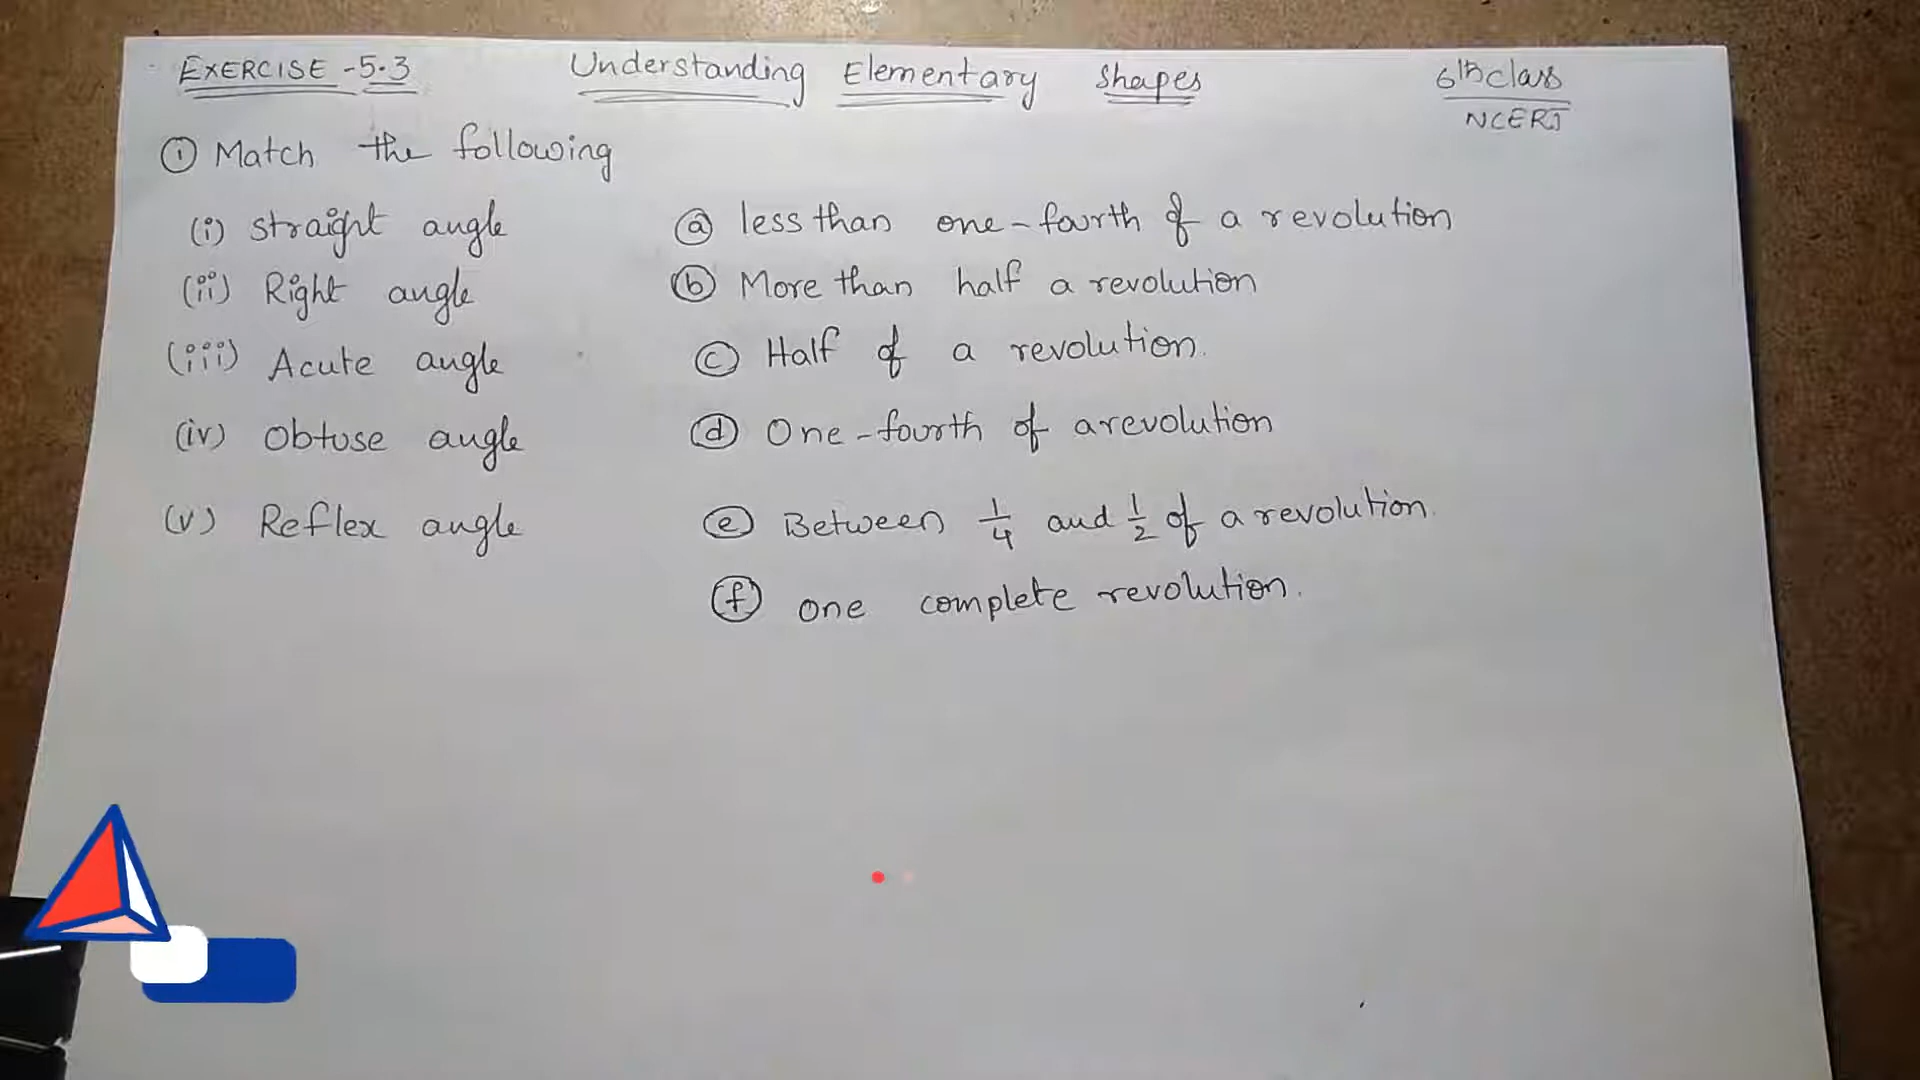 EXERCISE -5.3 Understanding Elementary Shapes 6th class
NCERT
① Match the following
(i) straight angle ⓐ less than one-fourth of a revolution
(ii) Right angle ⓑ More than half a revolution
(iii) Acute angle ⓒ Half of a revolution.
(iv) Obtuse angle ⓓ One-fourth of a revolution
(v) Reflex angle ⓔ Between 1/4 and 1/2 of a revolution.
ⓕ one complete revolution.